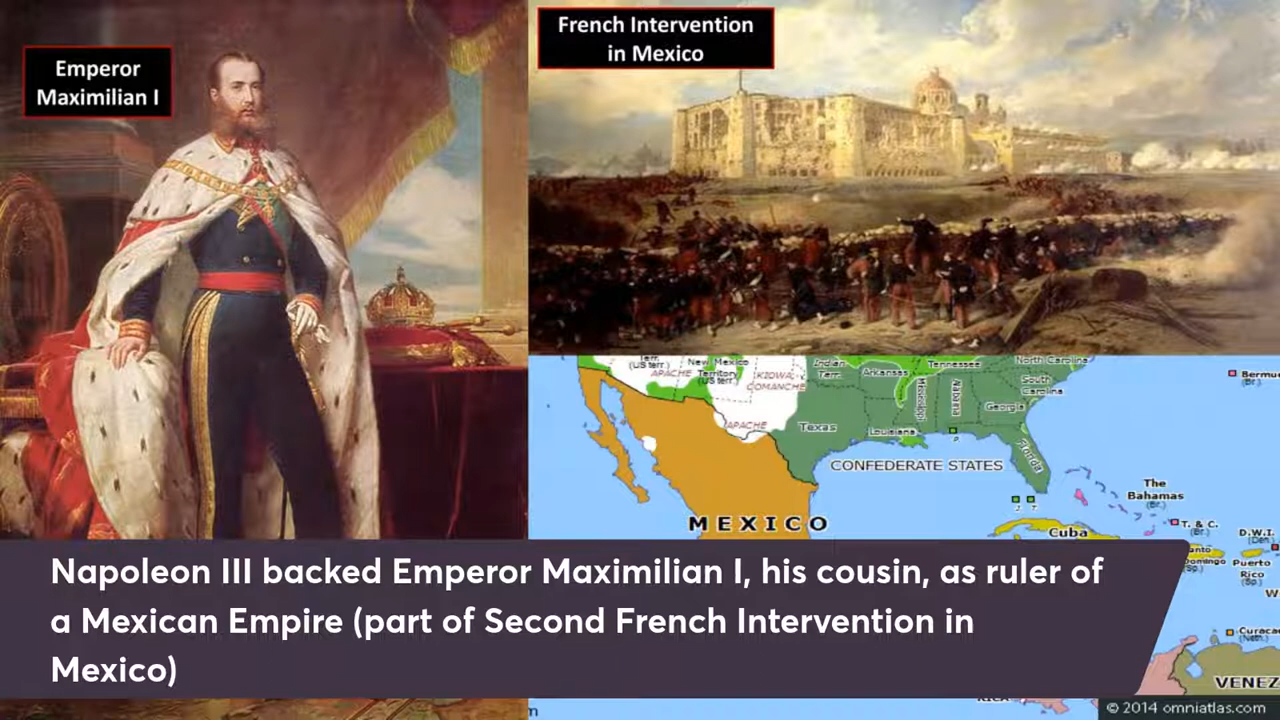 Emperor
Maximilian I
French Intervention
in Mexico
Terr.
(US terr.)
APACHE
New Mexico
Territory
(US terr.)
KIOWA-
COMANCHE
APACHE
Indian
Terr.
Arkansas
Tennessee
North Carolina
South
Carolina
Mississippi
Alabama
Georgia
Texas
Louisiana
Florida
CONFEDERATE STATES
MEXICO
Bermu
(Br.)
The
Bahamas
(Br.)
Cuba
T. & C.
(Br.)
D.W.I.
(Den.)
Puerto
Rico
(Sp.)
Curacao
(Neth.)
VENEZ
Napoleon III backed Emperor Maximilian I, his cousin, as ruler of
a Mexican Empire (part of Second French Intervention in
Mexico)
© 2014 omniatlas.com